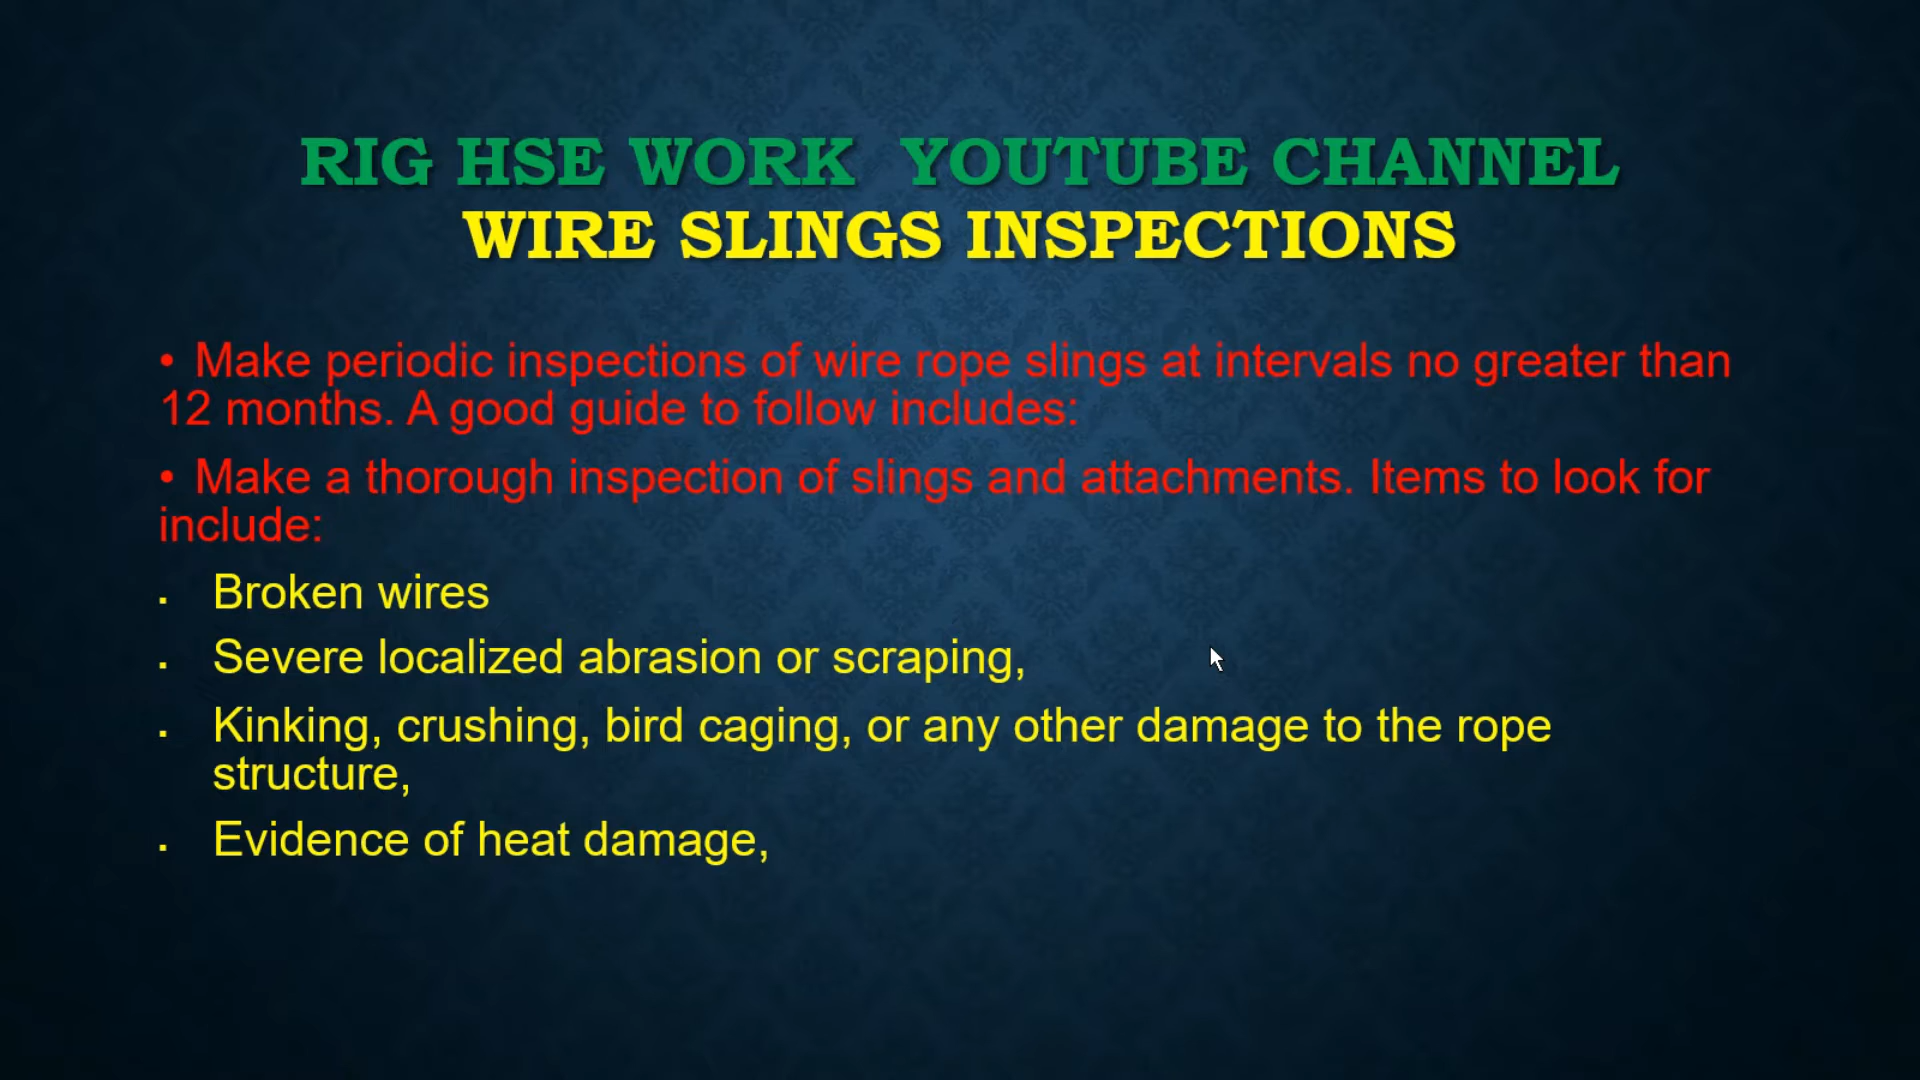 RIG HSE WORK  YOUTUBE CHANNEL
WIRE SLINGS INSPECTIONS
• Make periodic inspections of wire rope slings at intervals no greater than
12 months. A good guide to follow includes:
• Make a thorough inspection of slings and attachments. Items to look for
include:
▪ Broken wires
▪ Severe localized abrasion or scraping,
▪ Kinking, crushing, bird caging, or any other damage to the rope
structure,
▪ Evidence of heat damage,